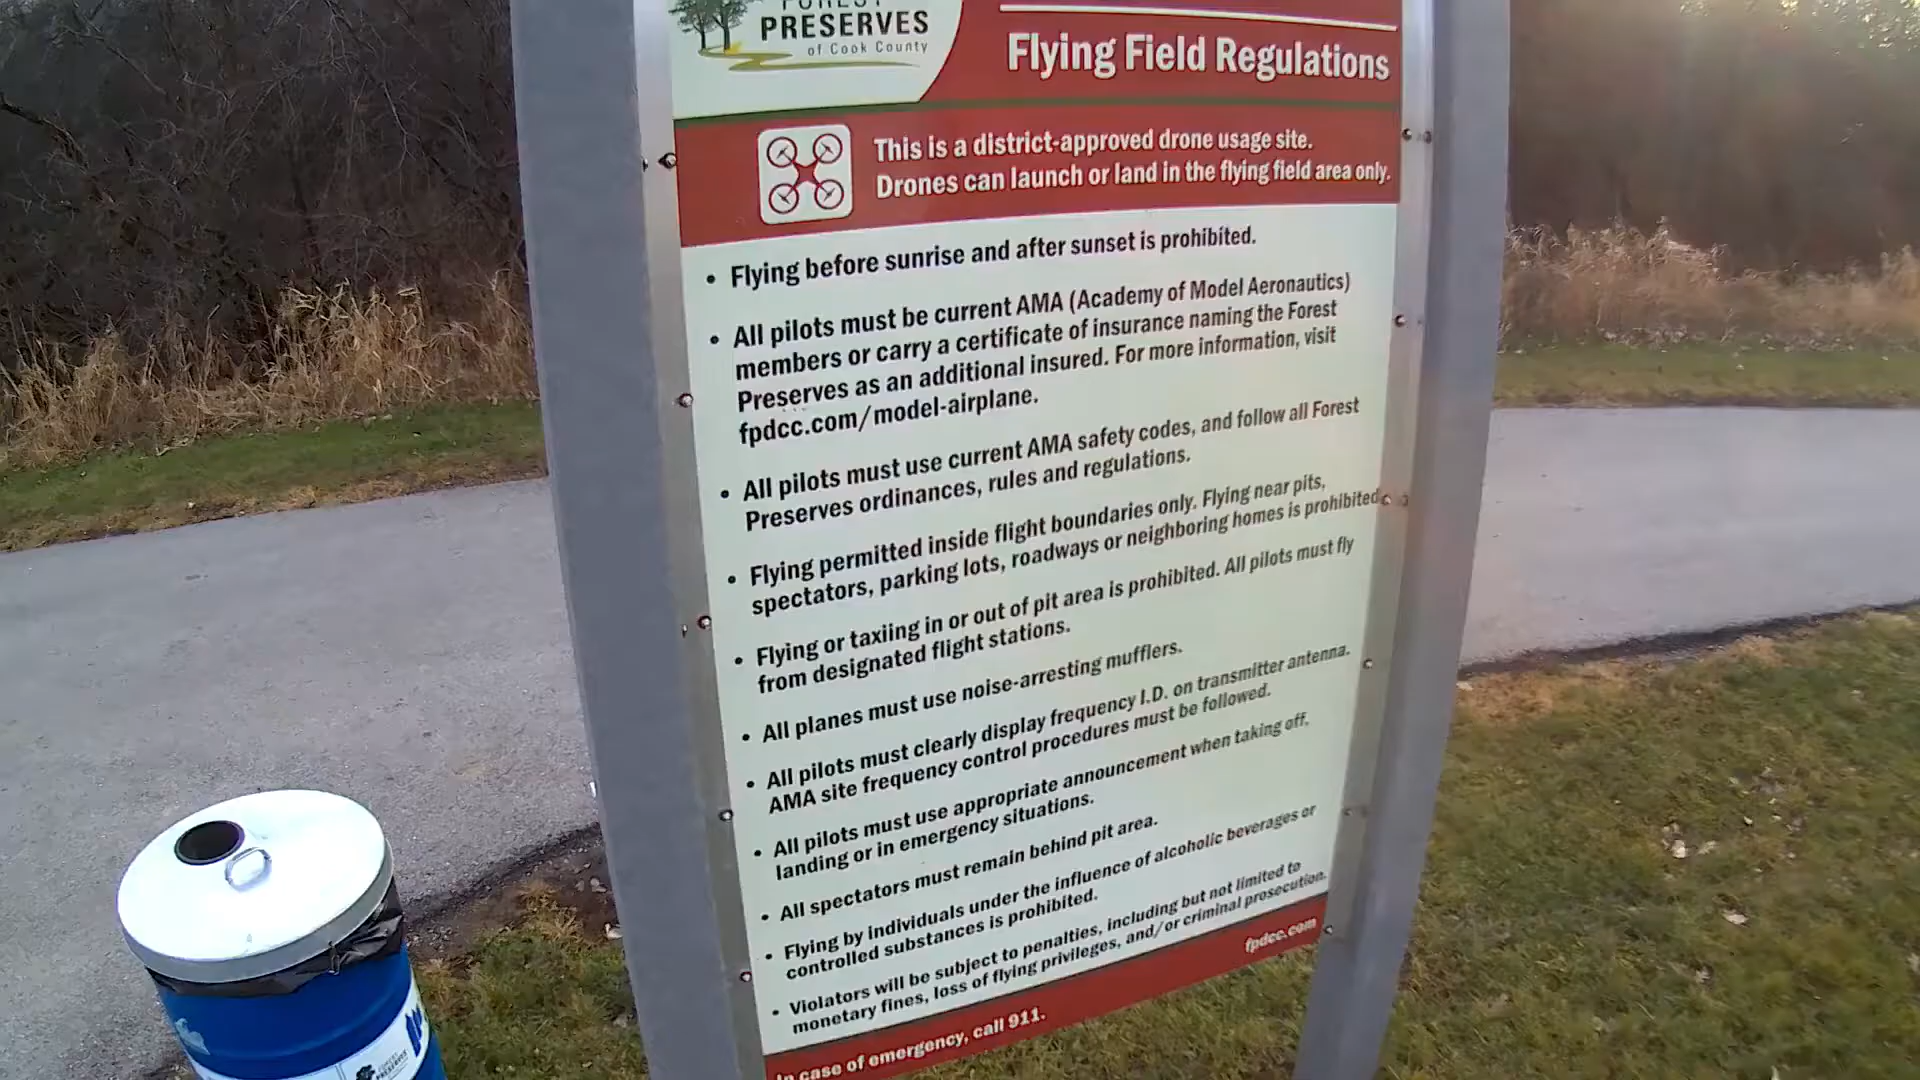 FOREST
PRESERVES
of Cook County
Flying Field Regulations
This is a district-approved drone usage site.
Drones can launch or land in the flying field area only.
• Flying before sunrise and after sunset is prohibited.
• All pilots must be current AMA (Academy of Model Aeronautics)
members or carry a certificate of insurance naming the Forest
Preserves as an additional insured. For more information, visit
fpdcc.com/model-airplane.
• All pilots must use current AMA safety codes, and follow all Forest
Preserves ordinances, rules and regulations.
• Flying permitted inside flight boundaries only. Flying near pits,
spectators, parking lots, roadways or neighboring homes is prohibited
• Flying or taxiing in or out of pit area is prohibited. All pilots must fly
from designated flight stations.
• All planes must use noise-arresting mufflers.
• All pilots must clearly display frequency I.D. on transmitter antenna.
AMA site frequency control procedures must be followed.
• All pilots must use appropriate announcement when taking off,
landing or in emergency situations.
• All spectators must remain behind pit area.
• Flying by individuals under the influence of alcoholic beverages or
controlled substances is prohibited.
• Violators will be subject to penalties, including but not limited to
monetary fines, loss of flying privileges, and/or criminal prosecution.
fpdcc.com
In case of emergency, call 911.
FOREST
PRESERVES